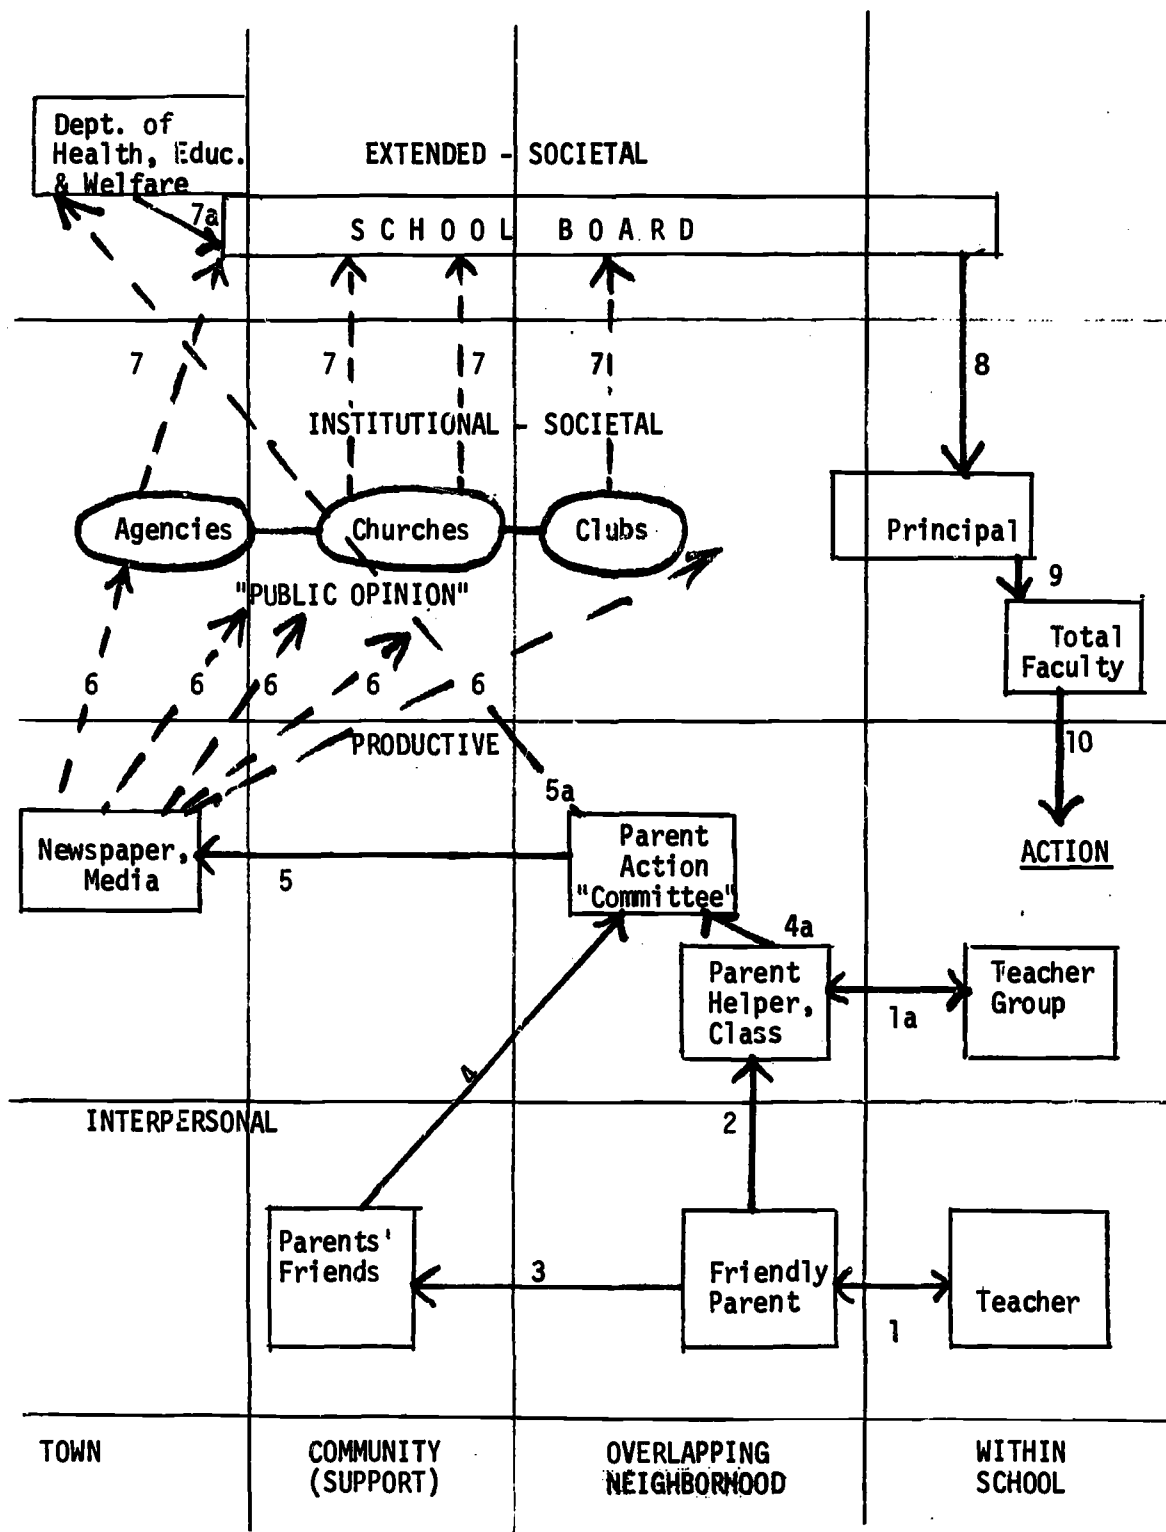 Dept. of
Health, Educ.
& Welfare
EXTENDED - SOCIETAL
7a
SCHOOL BOARD
7
7
7
7
8
INSTITUTIONAL - SOCIETAL
Agencies
Churches
Clubs
Principal
"PUBLIC OPINION"
9
Total
Faculty
6
6
6
6
6
PRODUCTIVE
10
5a
Newspaper,
Media
5
Parent
Action
"Committee"
ACTION
4a
Parent
Helper,
Class
1a
Teacher
Group
4
INTERPERSONAL
2
Parents'
Friends
3
Friendly
Parent
1
Teacher
TOWN
COMMUNITY
(SUPPORT)
OVERLAPPING
NEIGHBORHOOD
WITHIN
SCHOOL